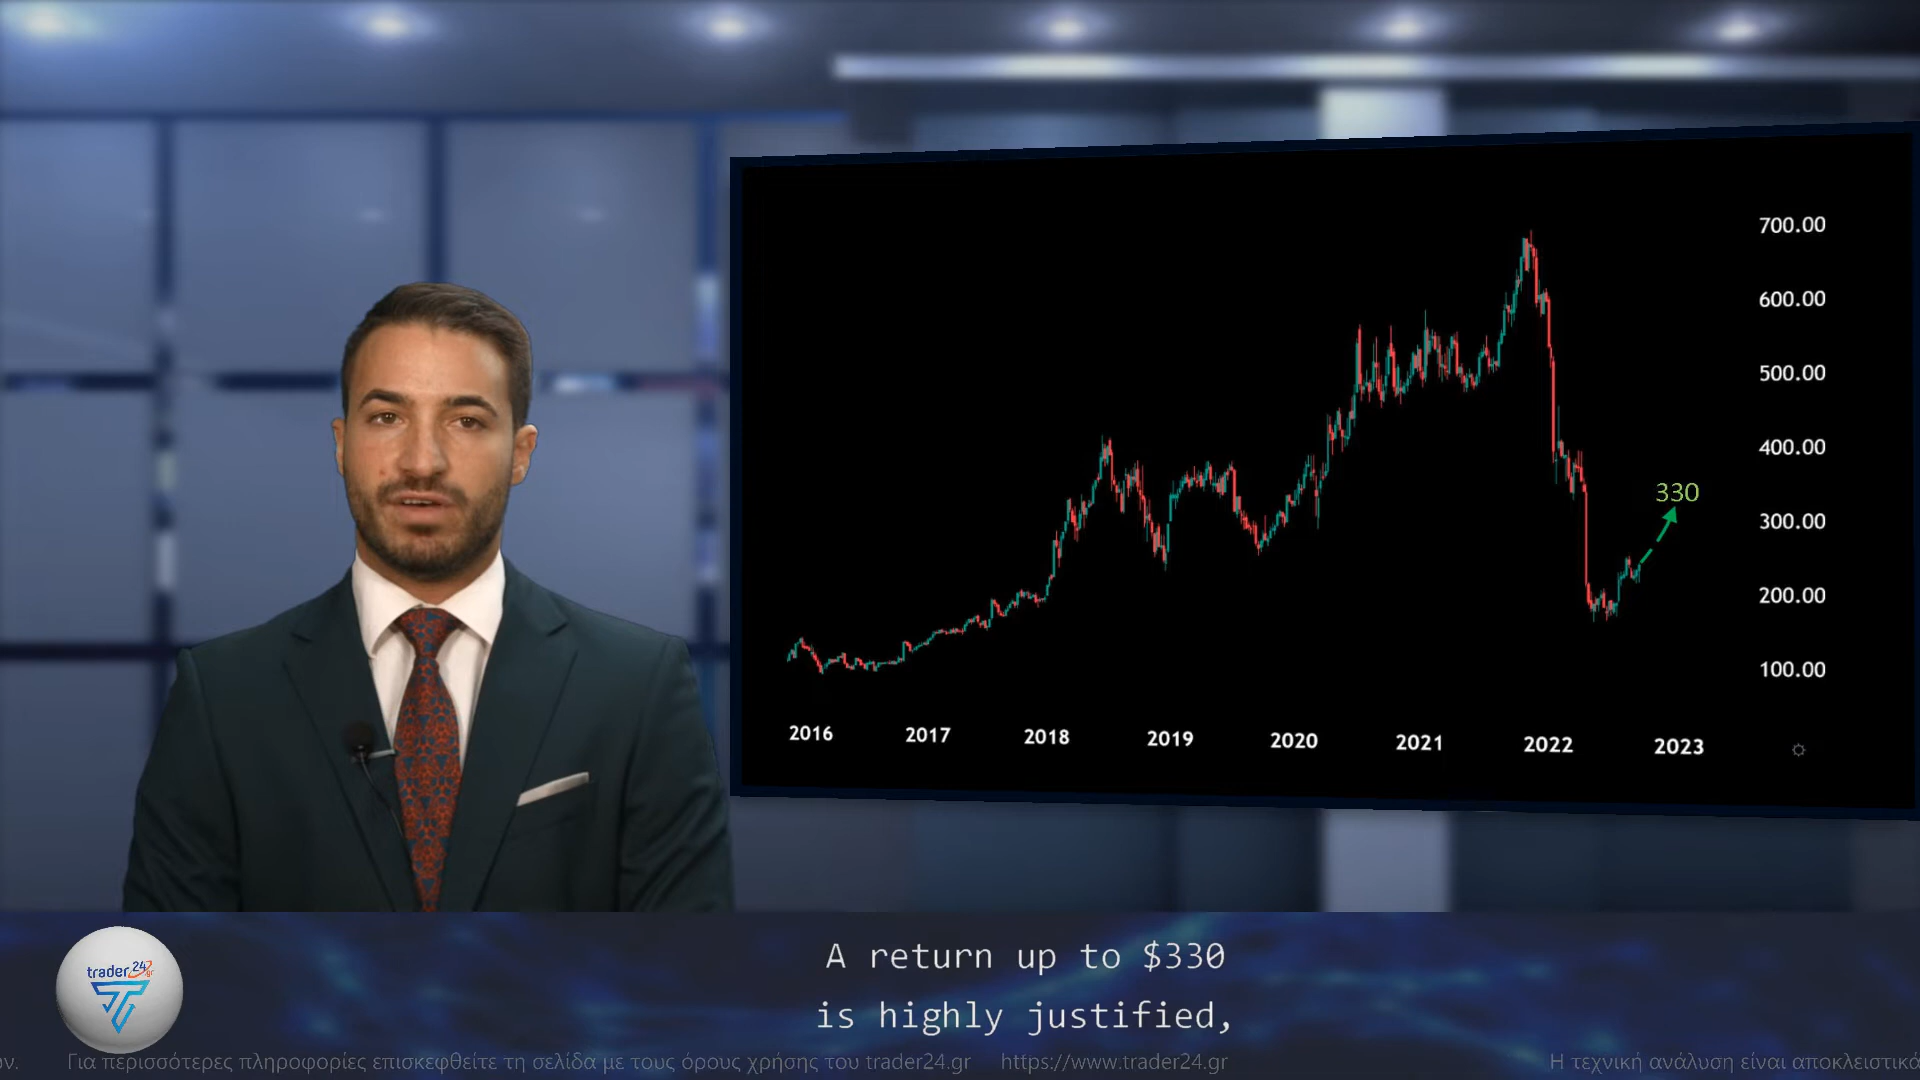 700.00
600.00
500.00
400.00
330
300.00
200.00
100.00
2016 2017 2018 2019 2020 2021 2022 2023
trader24.gr
A return up to $330
is highly justified,
ων. Για περισσότερες πληροφορίες επισκεφθείτε τη σελίδα με τους όρους χρήσης του trader24.gr https://www.trader24.gr Η τεχνική ανάλυση είναι αποκλειστικά